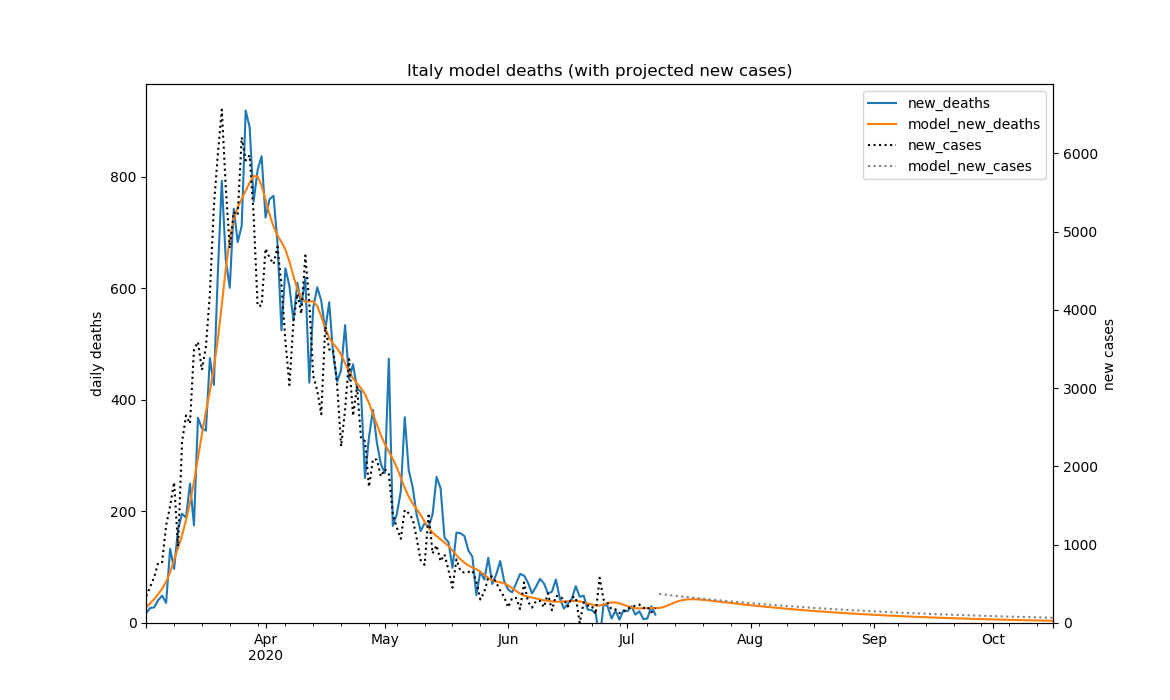 Italy model deaths (with projected new cases)
new_deaths
model_new_deaths
new_cases
model_new_cases
daily deaths
800
600
400
200
0
new cases
6000
5000
4000
3000
2000
1000
0
Apr May Jun Jul Aug Sep Oct
2020